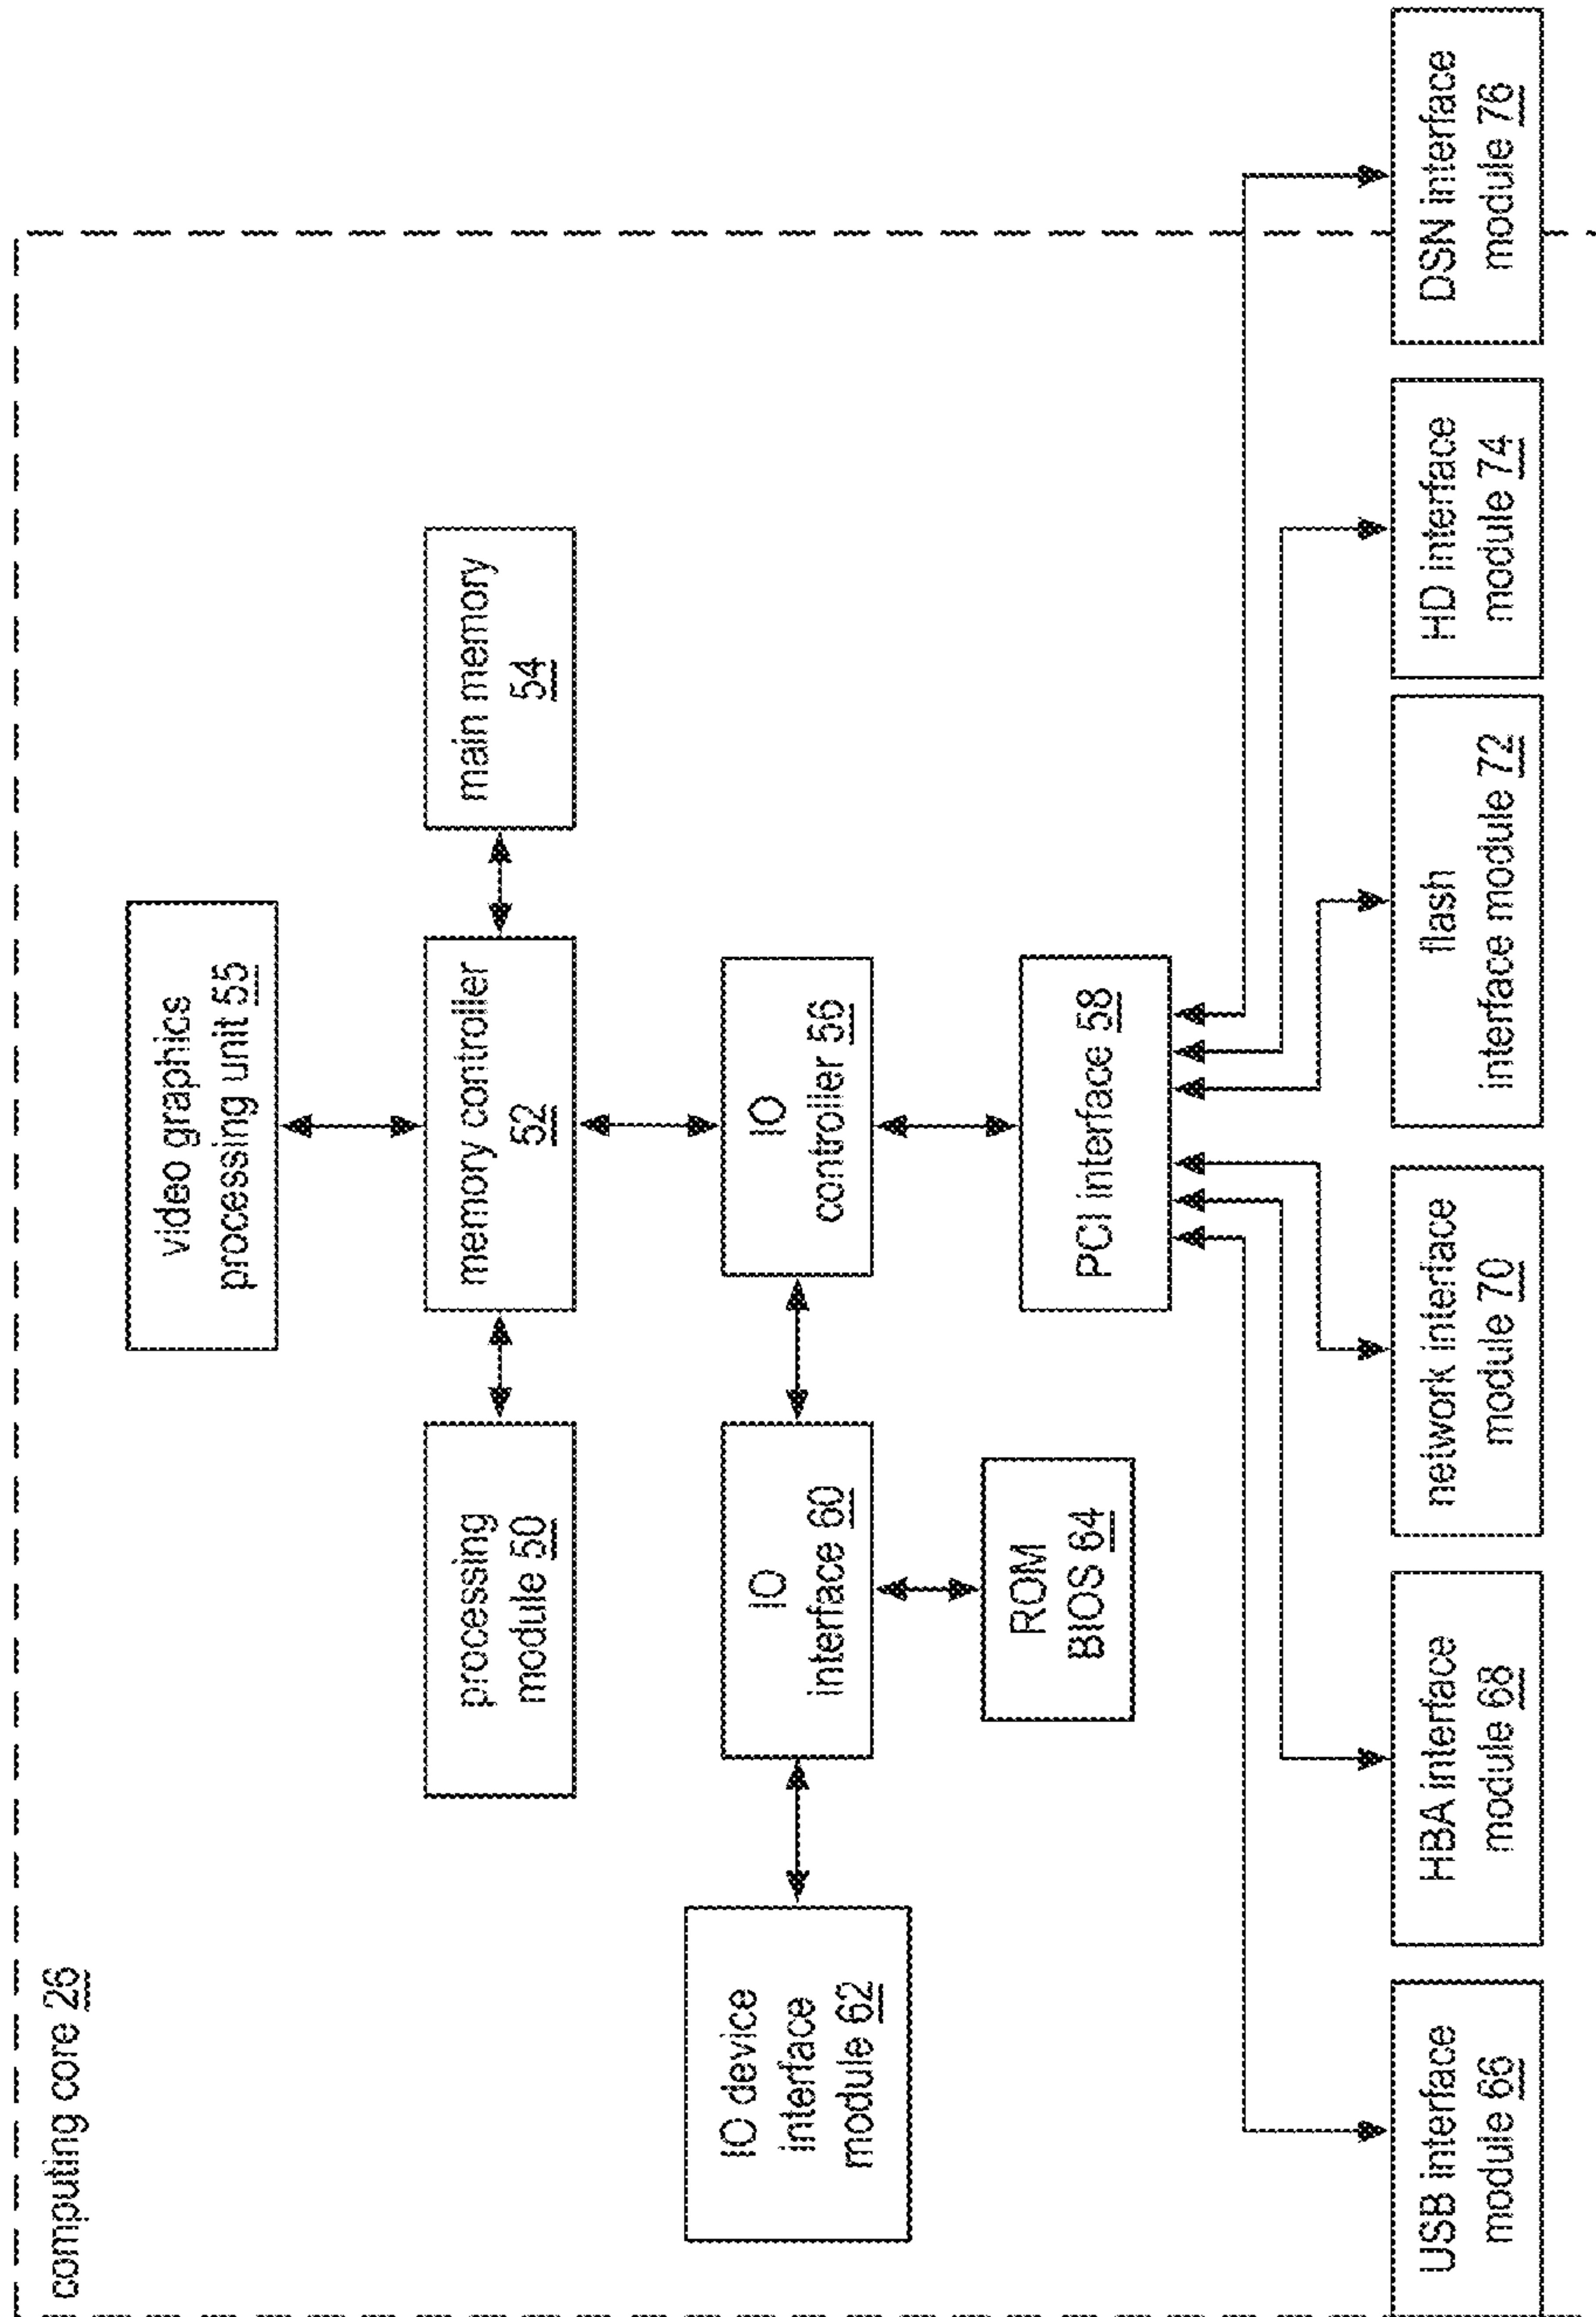 computing core 26
video graphics
processing unit 55
processing
module 50
memory controller
52
main memory
54
IO device
interface
module 62
IO
interface 60
IO
controller 56
ROM
BIOS 64
PCI interface 58
USB interface
module 66
HBA interface
module 68
network interface
module 70
flash
interface module 72
HD interface
module 74
DSN interface
module 76